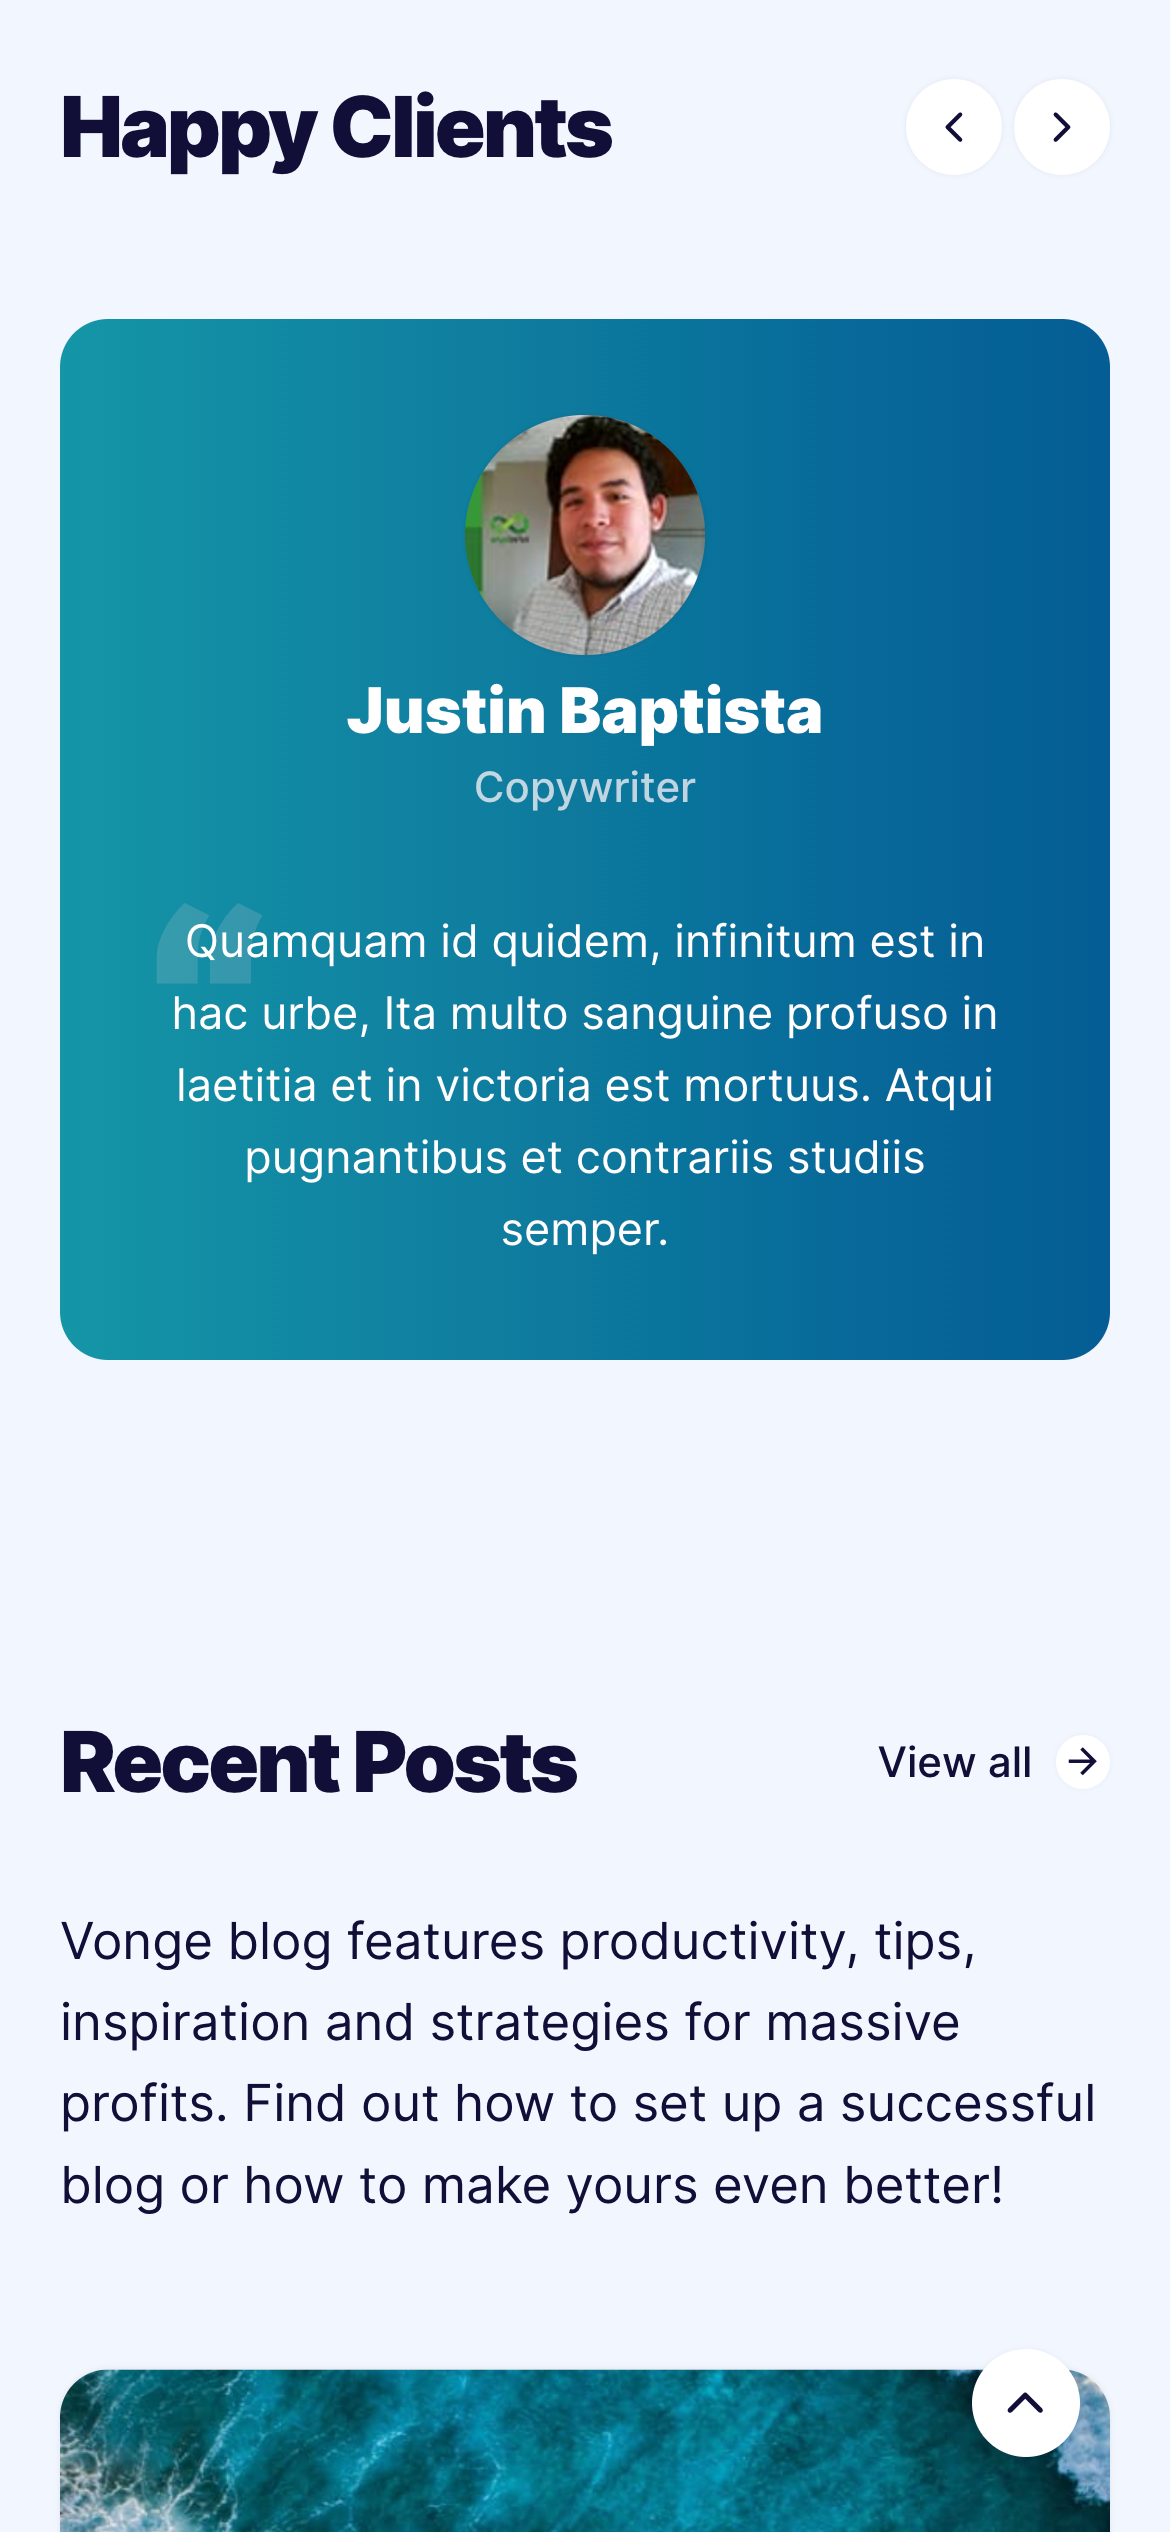 Happy Clients
Justin Baptista
Copywriter
“
Quamquam id quidem, infinitum est in
hac urbe, Ita multo sanguine profuso in
laetitia et in victoria est mortuus. Atqui
pugnantibus et contrariis studiis
semper.
Recent Posts
View all
Vonge blog features productivity, tips,
inspiration and strategies for massive
profits. Find out how to set up a successful
blog or how to make yours even better!